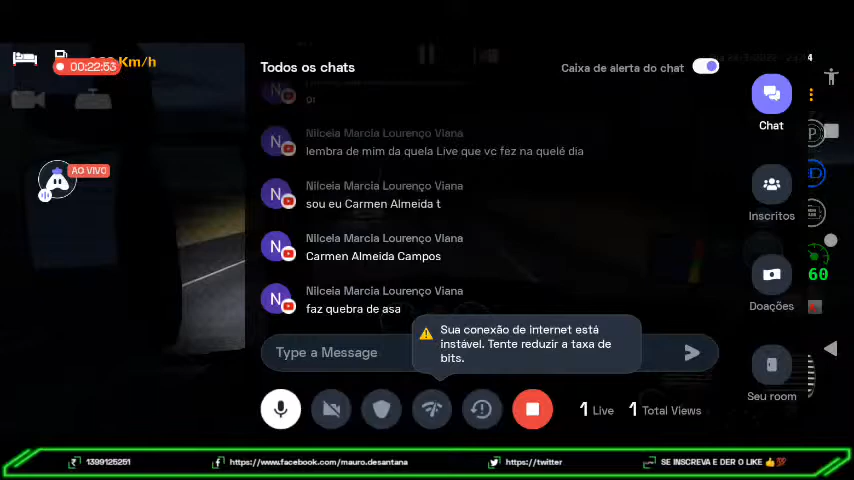 Km/h
00:22:53
Todos os chats
Caixa de alerta do chat
4
or
Chat
Nilceia Marcia Lourenço Viana
lembra de mim da quela Live que vc fez na quelé dia
AO VIVO
Nilceia Marcia Lourenço Viana
sou eu Carmen Almeida t
Inscritos
Nilceia Marcia Lourenço Viana
Carmen Almeida Campos
60
Nilceia Marcia Lourenço Viana
faz quebra de asa
Doações
Sua conexão de internet está
instável. Tente reduzir a taxa de
bits.
Type a Message
Seu room
1 Live 1 Total Views
1399125251
https://www.facebook.com/mauro.desantana
https://twitter
SE INSCREVA E DER O LIKE 👍💯